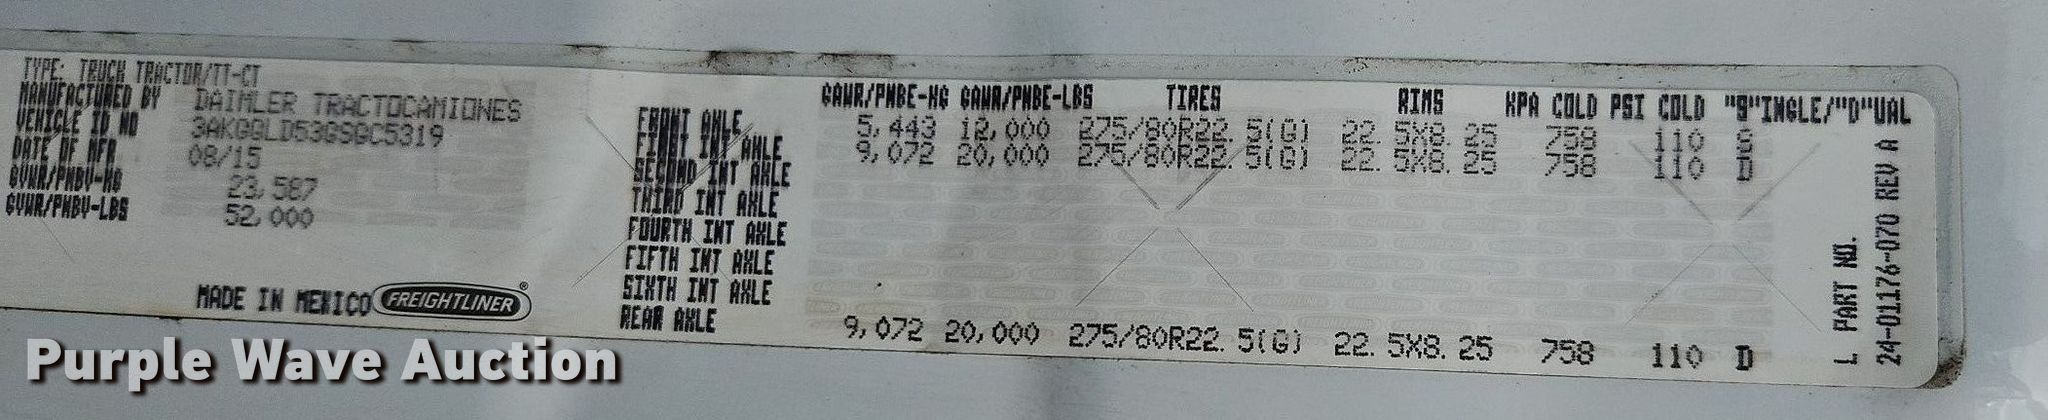 TYPE: TRUCK TRACTOR/TT-CT
MANUFACTURED BY DAIMLER TRACTOCAMIONES
VEHICLE ID NO 3AKGGLD53GSGC5319
DATE OF MFR 08/15
GVWR/PNBV-KG 23,587
GVWR/PNBV-LBS 52,000
MADE IN MEXICO FREIGHTLINER®
GAWR/PNBE-KG GAWR/PNBE-LBS TIRES RIMS KPA COLD PSI COLD "S"INGLE/"D"UAL
FRONT AXLE 5,443 12,000 275/80R22.5(G) 22.5X8.25 758 110 S
FIRST INT AXLE 9,072 20,000 275/80R22.5(G) 22.5X8.25 758 110 D
SECOND INT AXLE
THIRD INT AXLE
FOURTH INT AXLE
FIFTH INT AXLE
SIXTH INT AXLE
REAR AXLE 9,072 20,000 275/80R22.5(G) 22.5X8.25 758 110 D
L PART NO.
24-01176-070 REV A
Purple Wave Auction